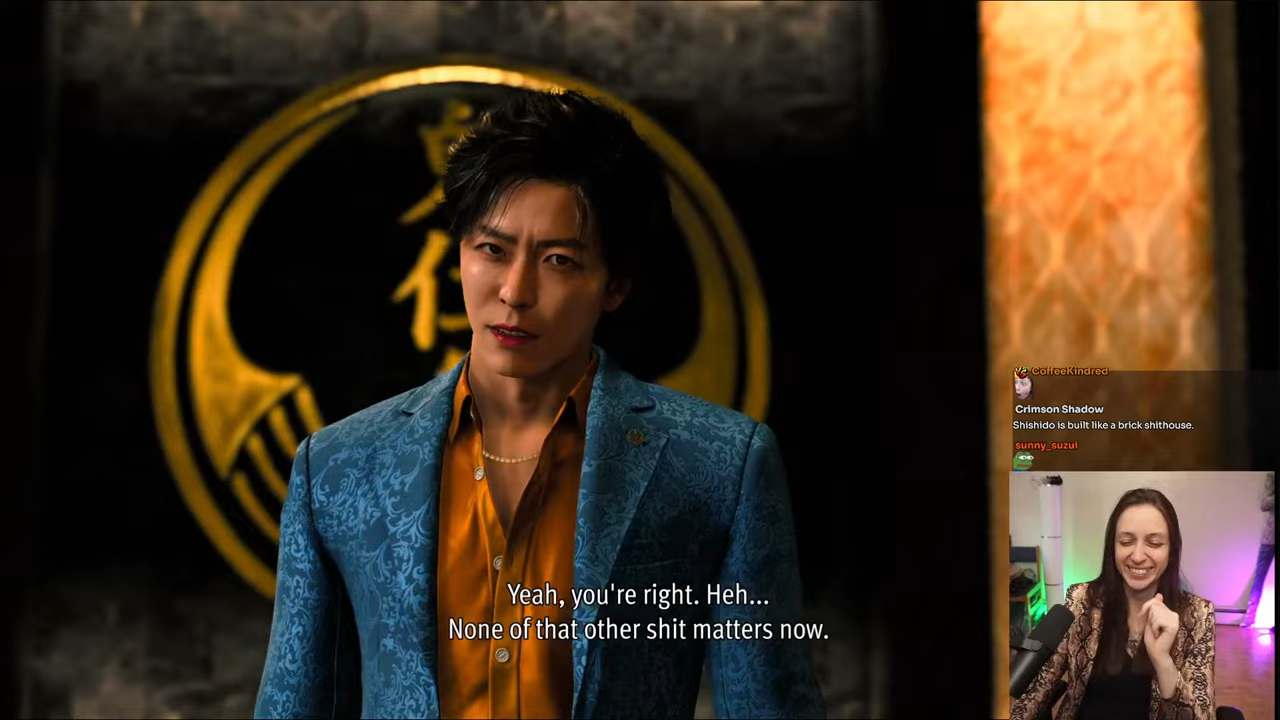 仁
Yeah, you're right. Heh...
None of that other shit matters now.
CoffeeKindred
Crimson Shadow
Shishido is built like a brick shithouse.
sunny_suzui